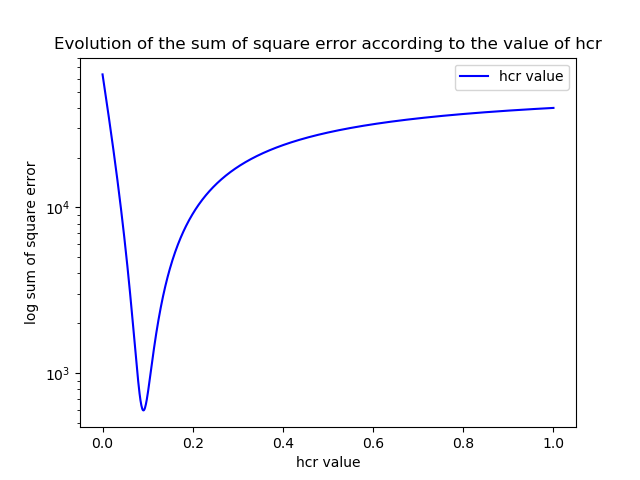 Evolution of the sum of square error according to the value of hcr
hcr value
log sum of square error
10^4
10^3
0.0 0.2 0.4 0.6 0.8 1.0
hcr value